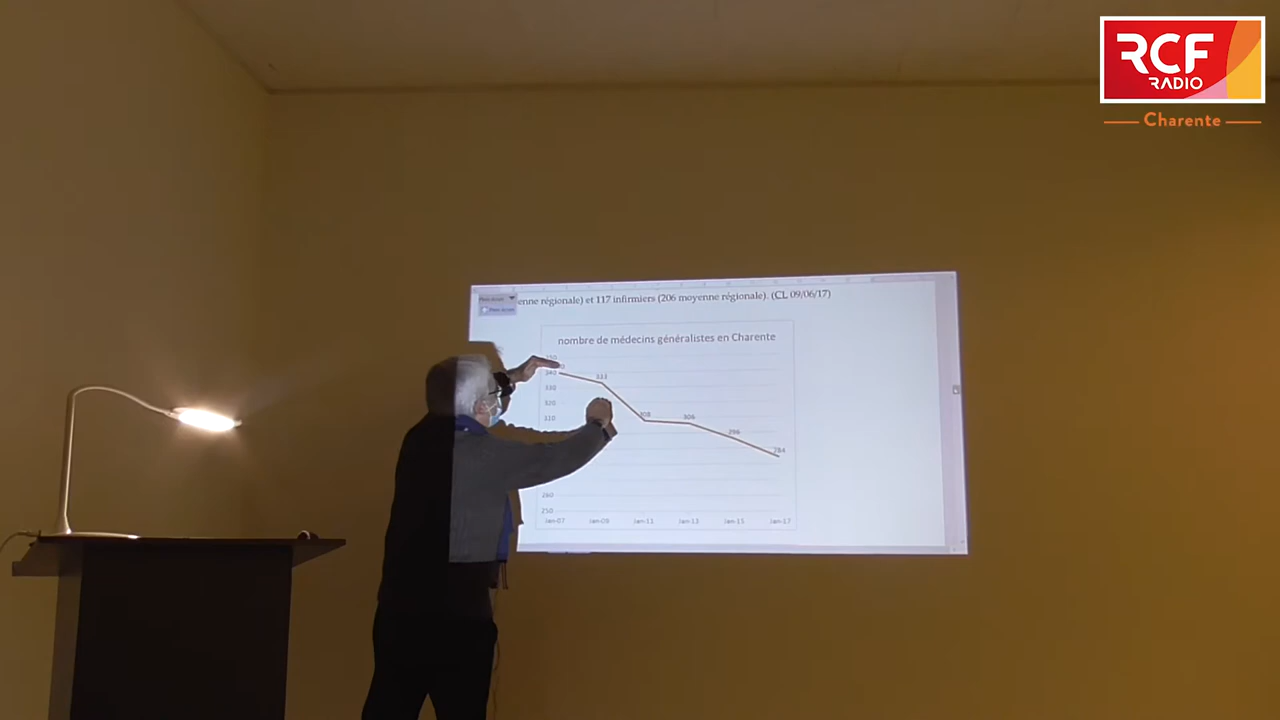 RCF
RADIO
Charente
enne régionale) et 117 infirmiers (206 moyenne régionale). (CL 09/06/17)
nombre de médecins généralistes en Charente
350
340
333
330
320
310
308
306
296
284
260
250
Jan-07 Jan-09 Jan-11 Jan-13 Jan-15 Jan-17